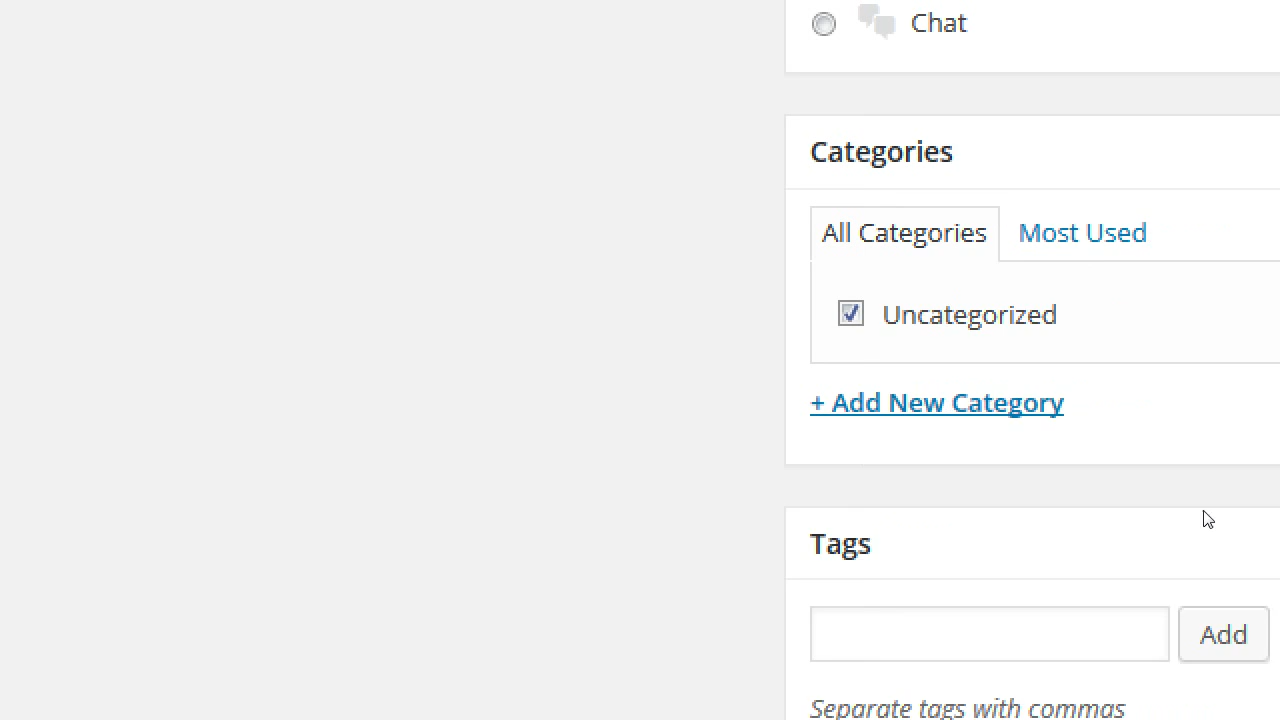 Chat
Categories
All Categories Most Used
Uncategorized
+ Add New Category
Tags
Add
Separate tags with commas